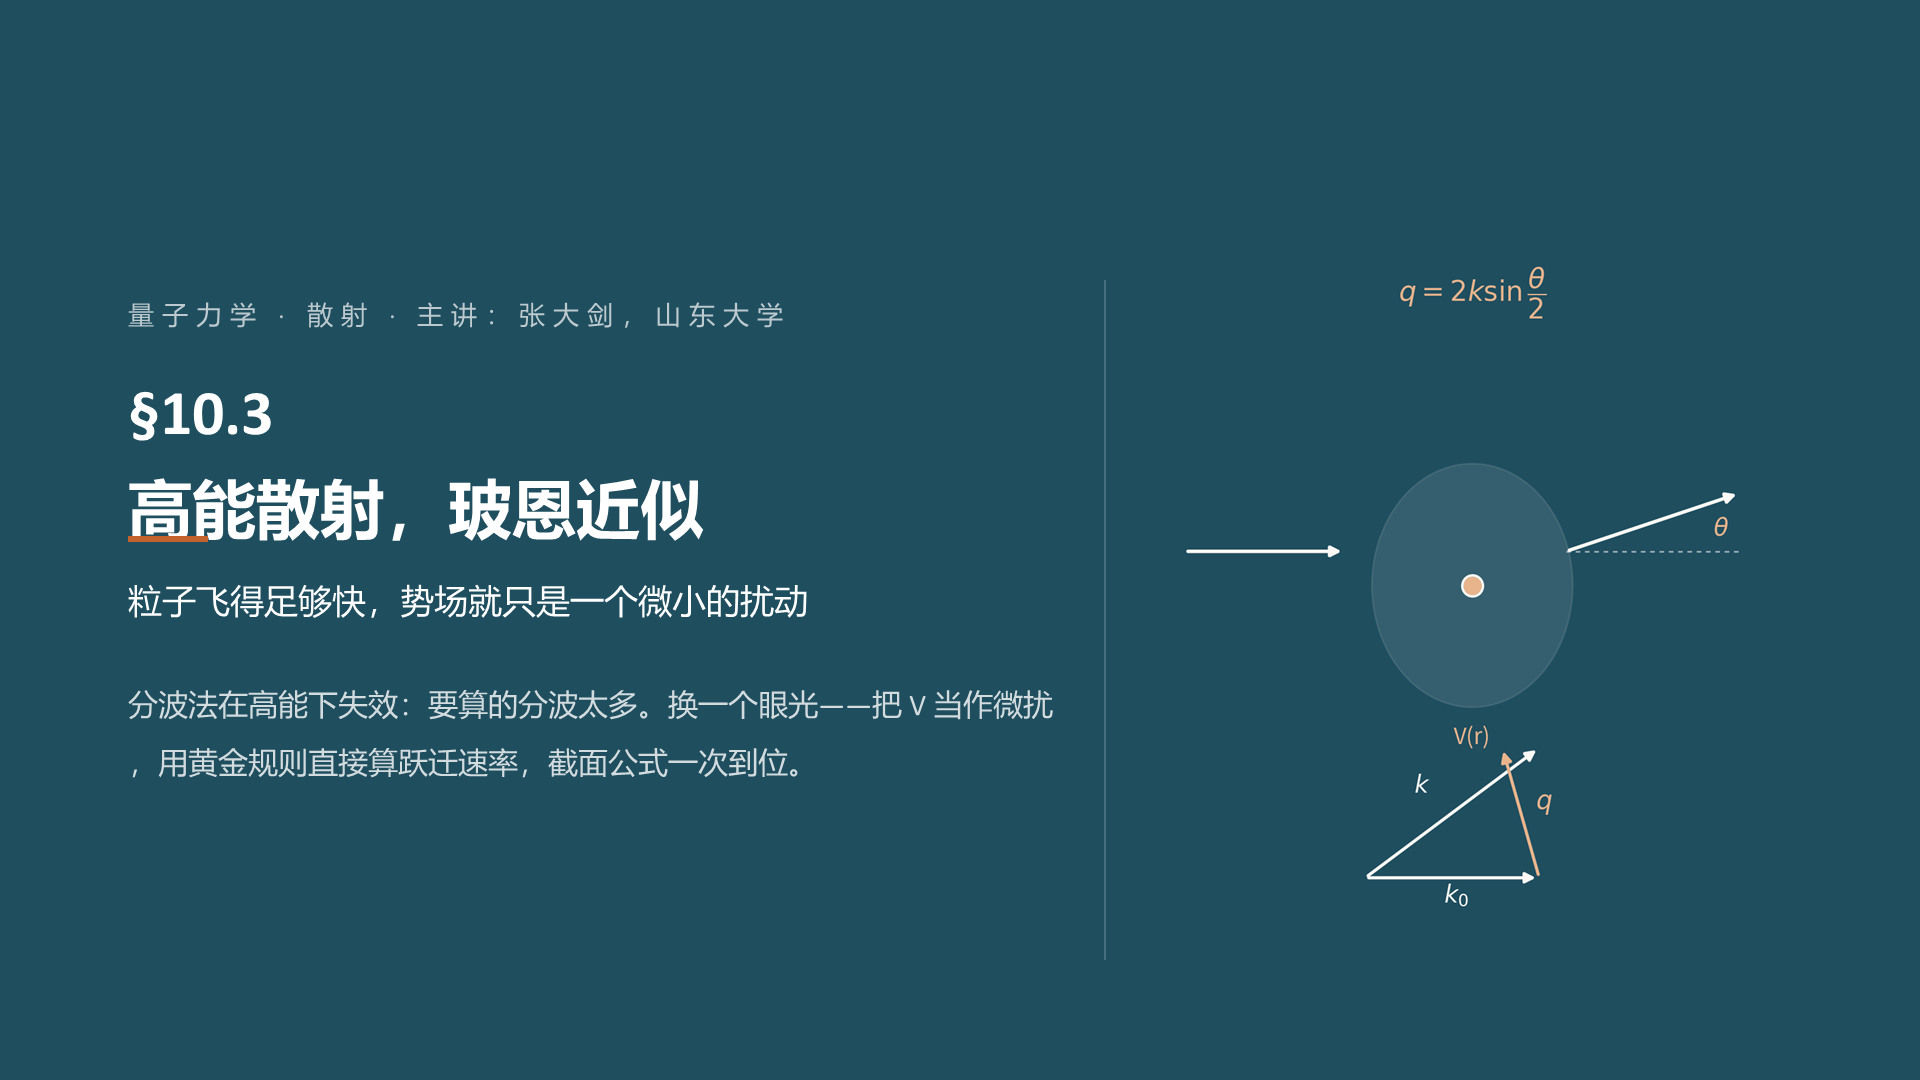 量子力学 · 散射 · 主讲：张大剑，山东大学
§10.3
高能散射，玻恩近似
粒子飞得足够快，势场就只是一个微小的扰动
分波法在高能下失效：要算的分波太多。换一个眼光——把 V 当作微扰
，用黄金规则直接算跃迁速率，截面公式一次到位。
q = 2k sin θ/2
θ
V(r)
k
q
k₀